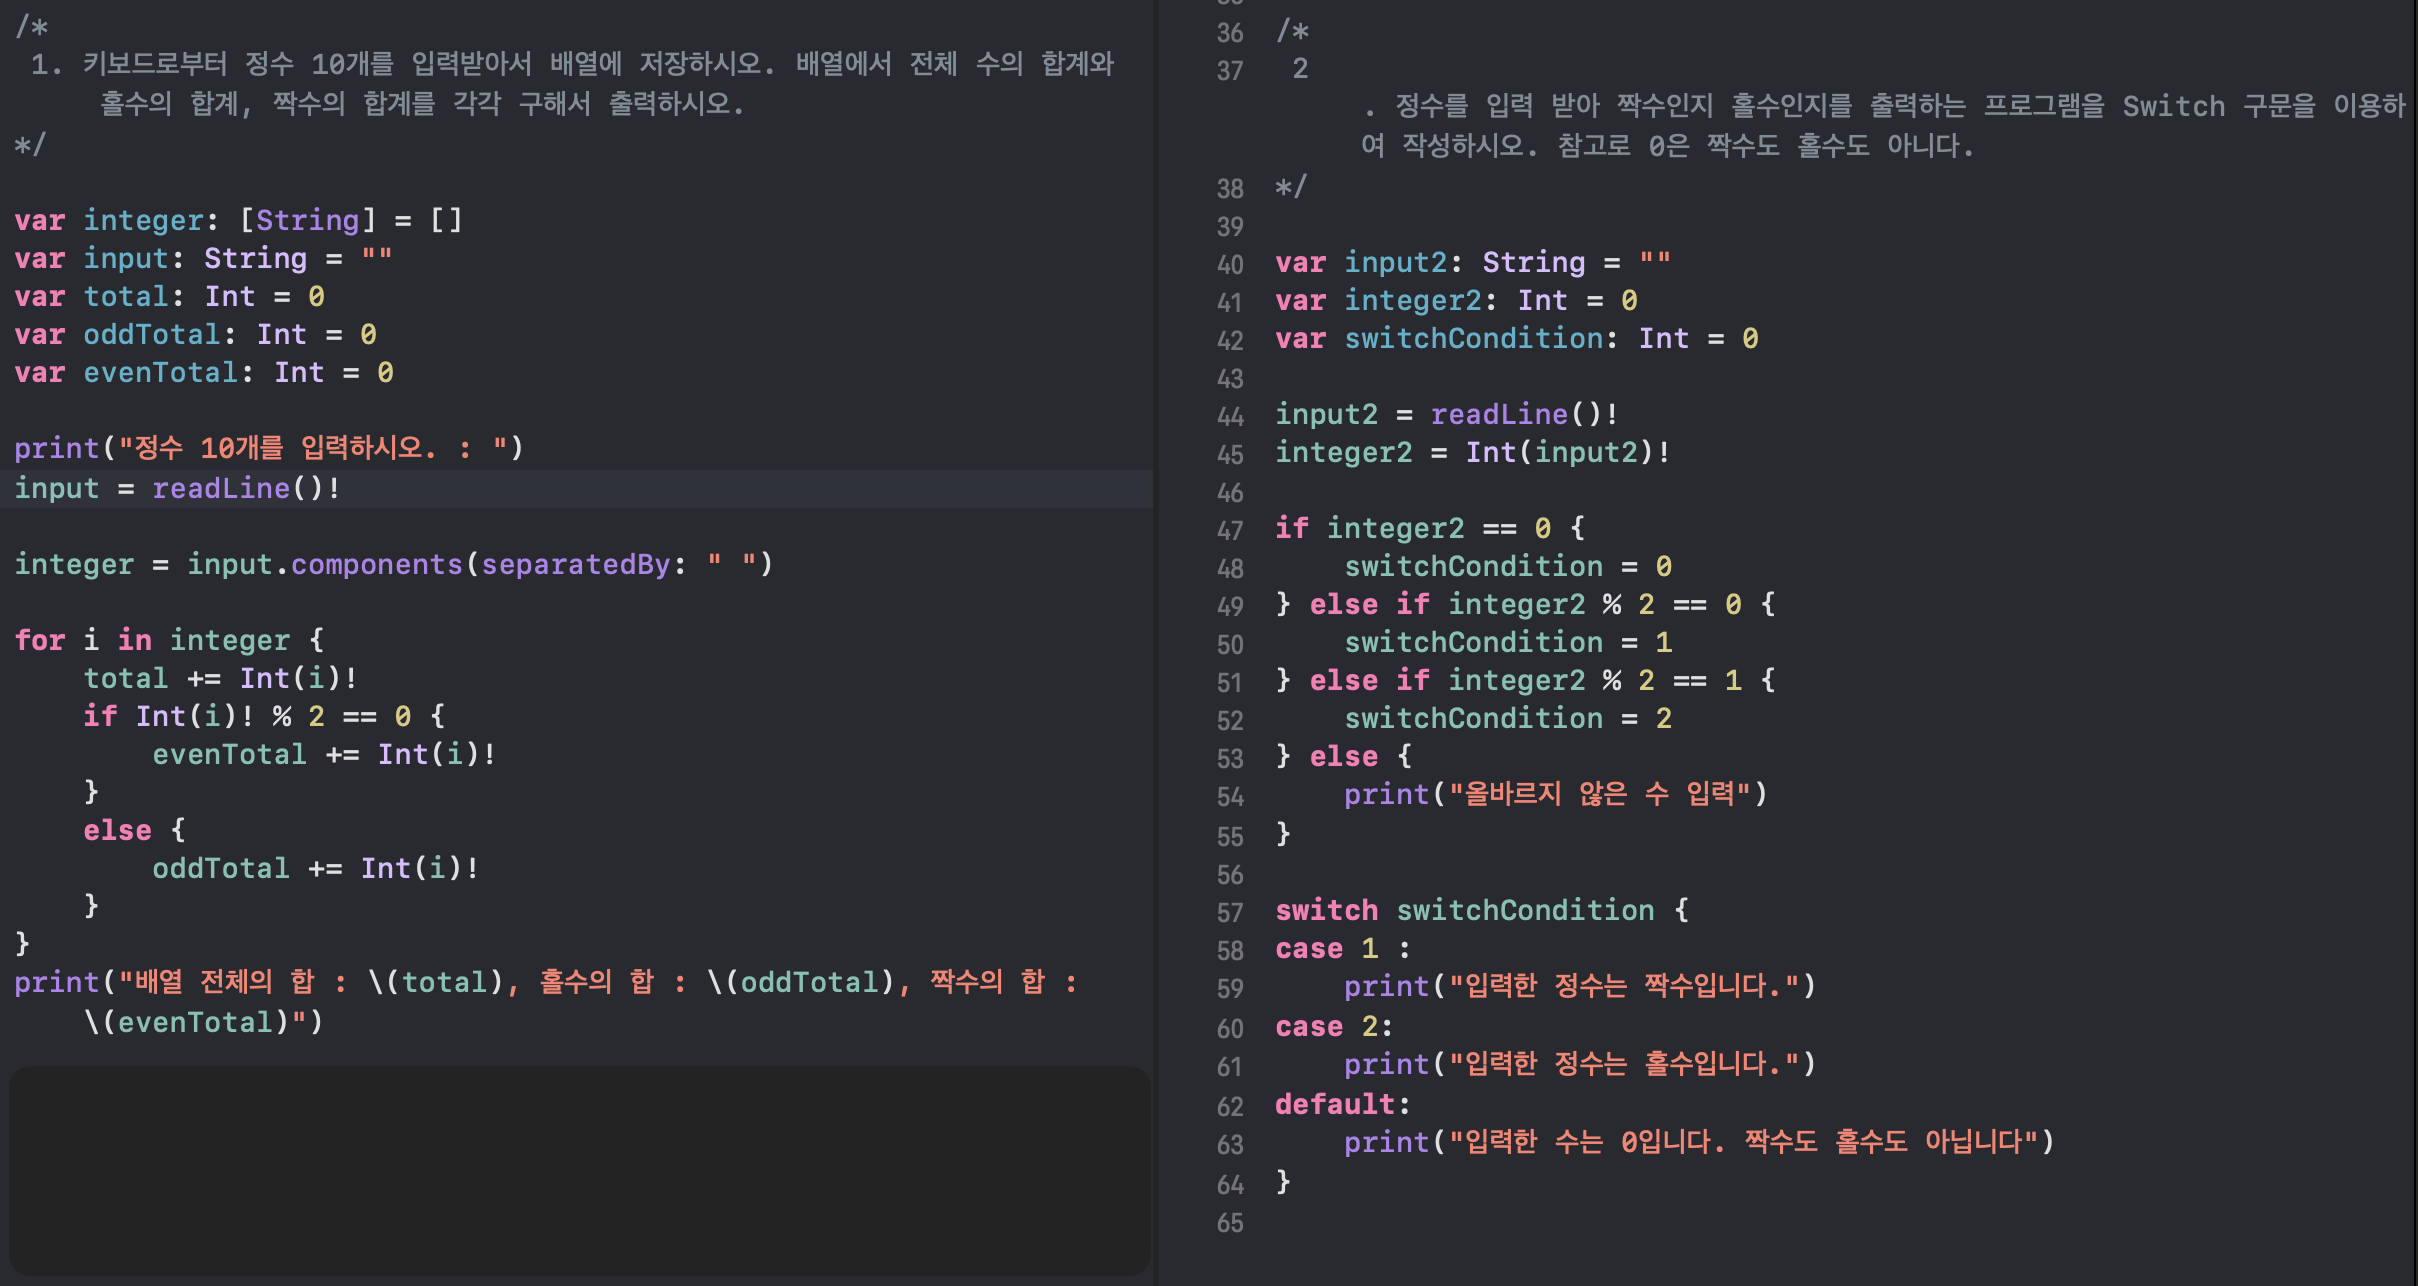 /*
1. 키보드로부터 정수 10개를 입력받아서 배열에 저장하시오. 배열에서 전체 수의 합계와
홀수의 합계, 짝수의 합계를 각각 구해서 출력하시오.
*/
var integer: [String] = []
var input: String = ""
var total: Int = 0
var oddTotal: Int = 0
var evenTotal: Int = 0
print("정수 10개를 입력하시오. : ")
input = readLine()!
integer = input.components(separatedBy: " ")
for i in integer {
total += Int(i)!
if Int(i)! % 2 == 0 {
evenTotal += Int(i)!
}
else {
oddTotal += Int(i)!
}
}
print("배열 전체의 합 : \(total), 홀수의 합 : \(oddTotal), 짝수의 합 :
\(evenTotal)")
36 /*
37 2
. 정수를 입력 받아 짝수인지 홀수인지를 출력하는 프로그램을 Switch 구문을 이용하
여 작성하시오. 참고로 0은 짝수도 홀수도 아니다.
38 */
39
40 var input2: String = ""
41 var integer2: Int = 0
42 var switchCondition: Int = 0
43
44 input2 = readLine()!
45 integer2 = Int(input2)!
46
47 if integer2 == 0 {
48 switchCondition = 0
49 } else if integer2 % 2 == 0 {
50 switchCondition = 1
51 } else if integer2 % 2 == 1 {
52 switchCondition = 2
53 } else {
54 print("올바르지 않은 수 입력")
55 }
56
57 switch switchCondition {
58 case 1 :
59 print("입력한 정수는 짝수입니다.")
60 case 2:
61 print("입력한 정수는 홀수입니다.")
62 default:
63 print("입력한 수는 0입니다. 짝수도 홀수도 아닙니다")
64 }
65